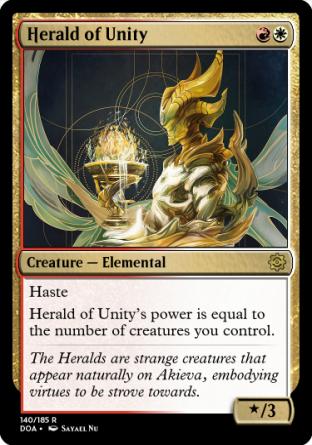 Herald of Unity
Creature — Elemental
Haste
Herald of Unity's power is equal to
the number of creatures you control.
The Heralds are strange creatures that
appear naturally on Akieva, embodying
virtues to be strove towards.
★/3
140/185 R
DOA • Sayael Nu